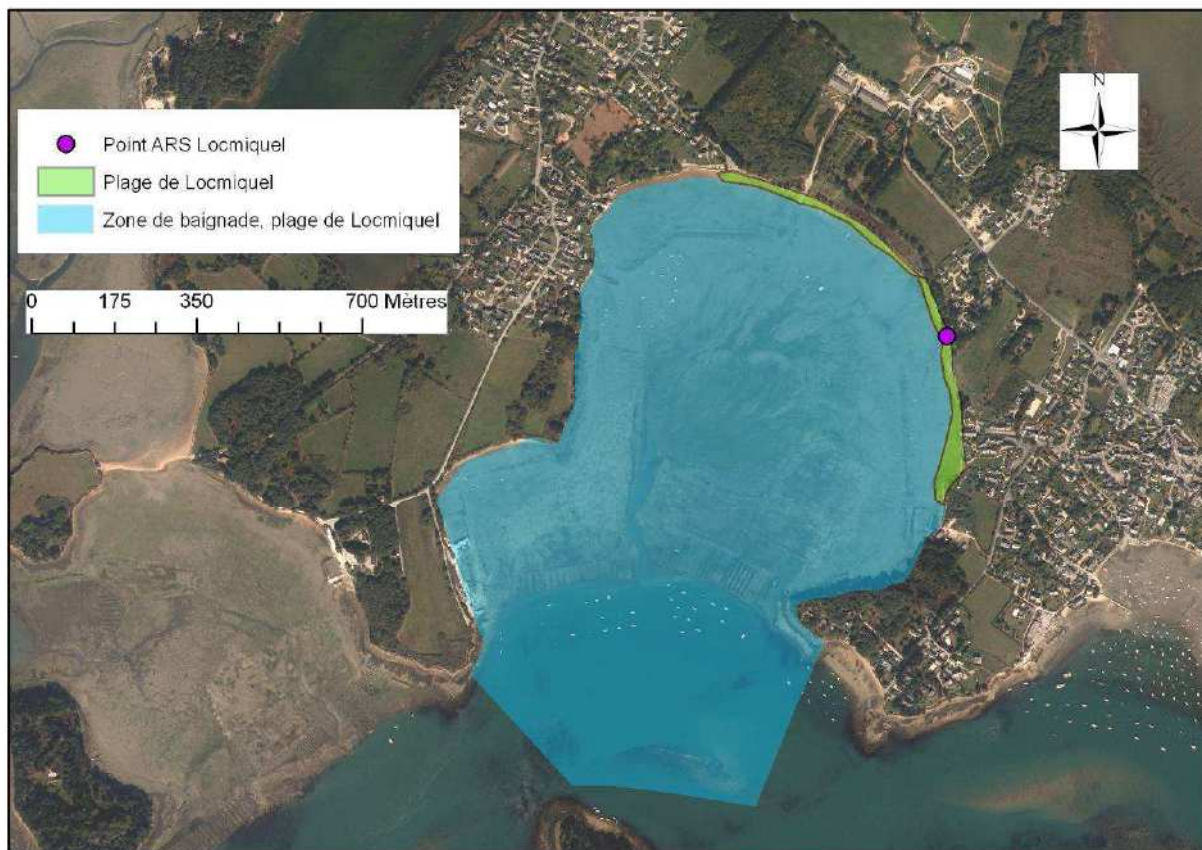 N
Point ARS Locmiquel
Plage de Locmiquel
Zone de baignade, plage de Locmiquel
0 175 350 700 Mètres